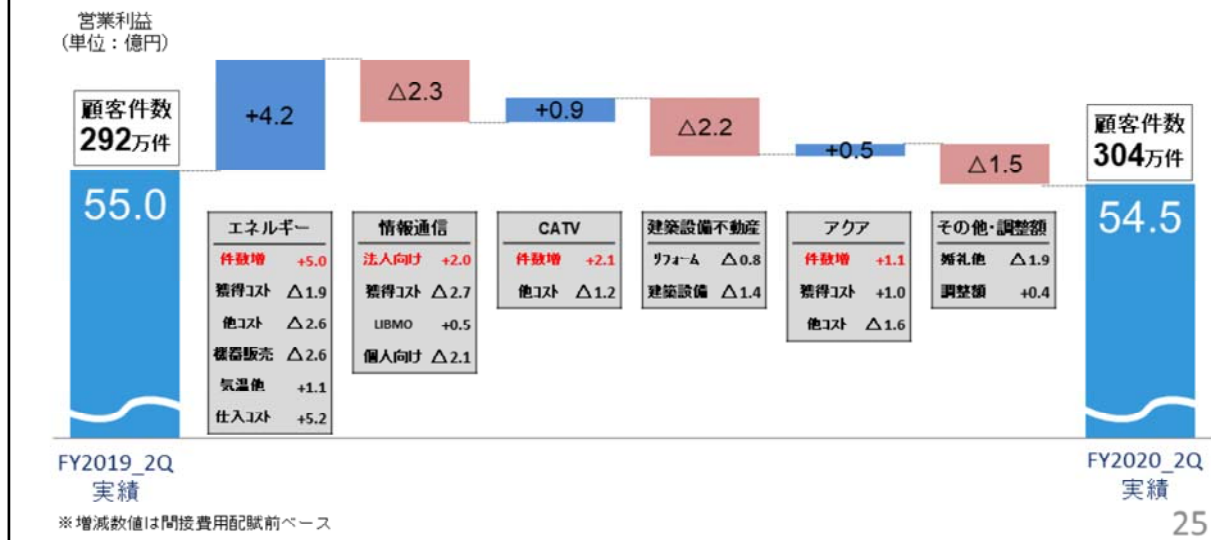 営業利益
(単位：億円)
顧客件数
292万件
55.0
+4.2
△2.3
+0.9
△2.2
+0.5
△1.5
顧客件数
304万件
54.5
エネルギー
件数増 +5.0
獲得コスト △1.9
他コスト △2.6
機器販売 △2.6
気温他 +1.1
仕入コスト +5.2
情報通信
法人向け +2.0
獲得コスト △2.7
LIBMO +0.5
個人向け △2.1
CATV
件数増 +2.1
他コスト △1.2
建築設備不動産
リフォーム △0.8
建築設備 △1.4
アクア
件数増 +1.1
獲得コスト +1.0
他コスト △1.6
その他・調整額
婚礼他 △1.9
調整額 +0.4
FY2019_2Q
実績
FY2020_2Q
実績
※増減数値は間接費用配賦前ベース
25